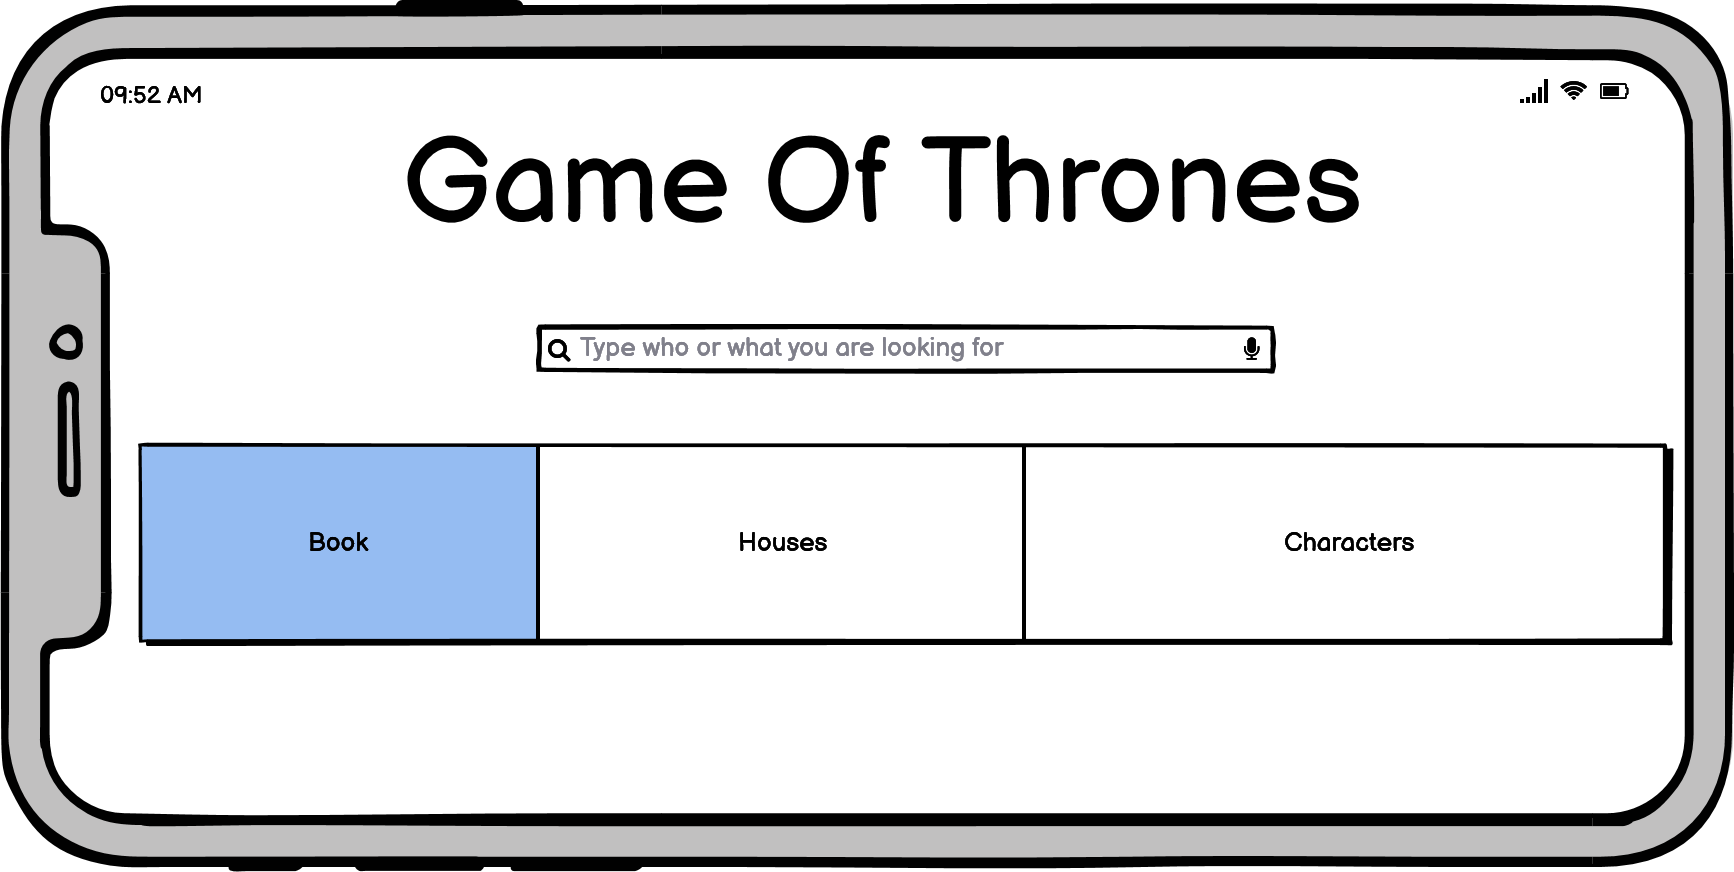 09:52 AM
Game Of Thrones
Type who or what you are looking for
Book
Houses
Characters